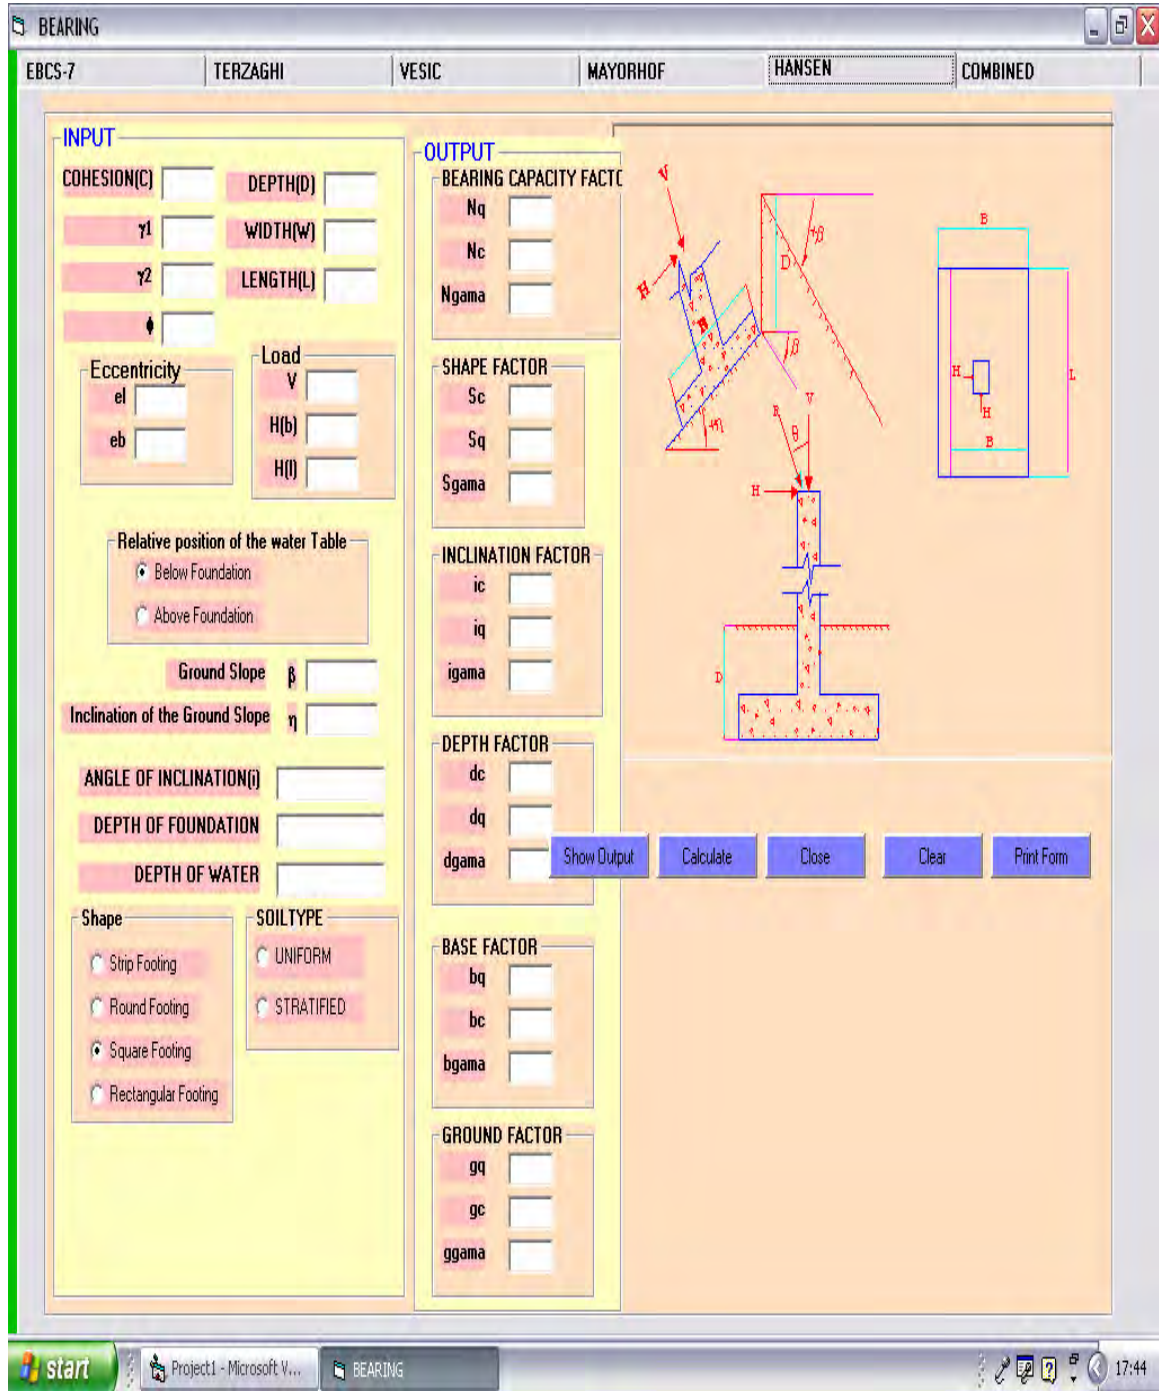 BEARING
EBCS-7 TERZAGHI VESIC MAYORHOF HANSEN COMBINED
INPUT
COHESION(C) DEPTH(D)
γ1 WIDTH(W)
γ2 LENGTH(L)
ϕ
Eccentricity
el
eb
Load
V
H(b)
H(l)
Relative position of the water Table
Below Foundation
Above Foundation
Ground Slope β
Inclination of the Ground Slope η
ANGLE OF INCLINATION(i)
DEPTH OF FOUNDATION
DEPTH OF WATER
Shape
Strip Footing
Round Footing
Square Footing
Rectangular Footing
SOILTYPE
UNIFORM
STRATIFIED
OUTPUT
BEARING CAPACITY FACTC
Nq
Nc
Ngama
SHAPE FACTOR
Sc
Sq
Sgama
INCLINATION FACTOR
ic
iq
igama
DEPTH FACTOR
dc
dq
dgama
BASE FACTOR
bq
bc
bgama
GROUND FACTOR
gq
gc
ggama
V
H
B
D
+β
β
+η
B
H
L
H
B
R
θ
V
H
D
Show Output Calculate Close Clear Print Form
start Project1 - Microsoft V... BEARING 17:44